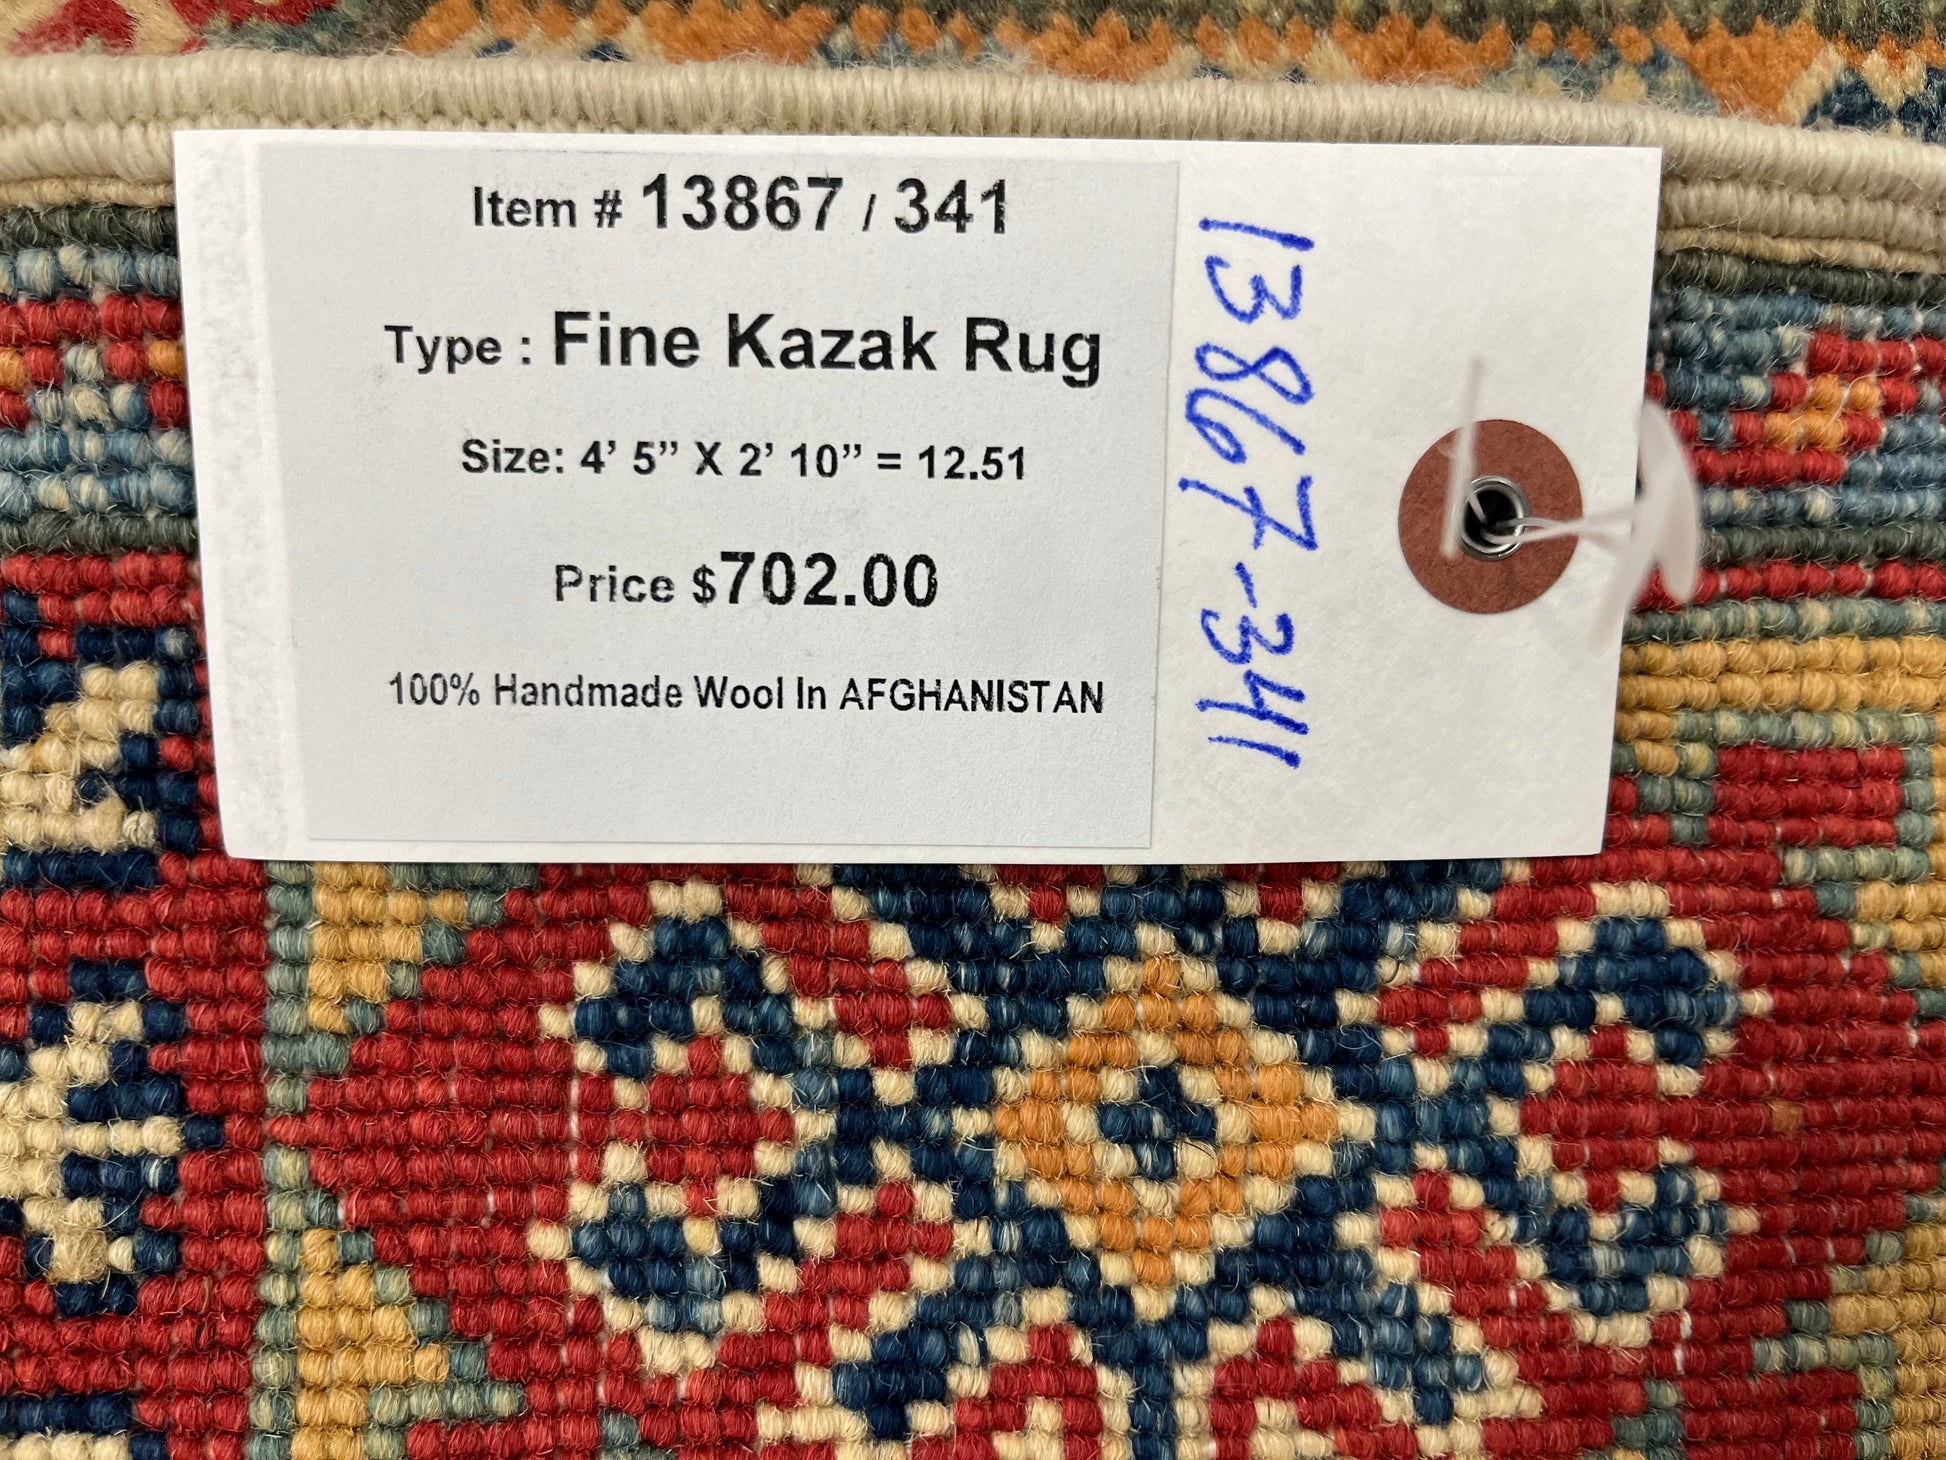 Item # 13867 / 341
Type : Fine Kazak Rug
Size: 4’ 5” X 2’ 10” = 12.51
Price $702.00
100% Handmade Wool In AFGHANISTAN
13867-341